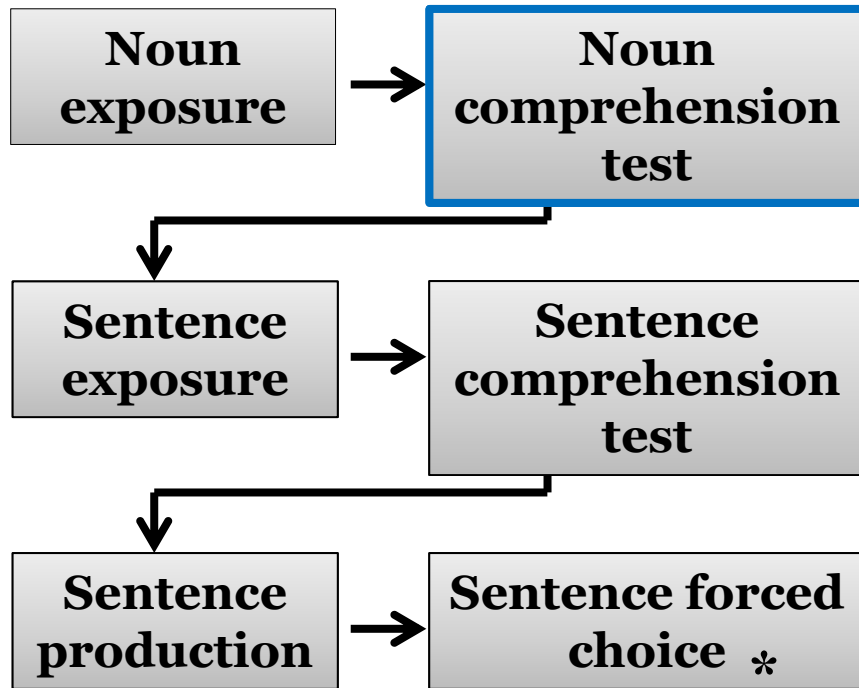 Noun
exposure
Noun
comprehension
test
Sentence
exposure
Sentence
comprehension
test
Sentence
production
Sentence forced
choice *